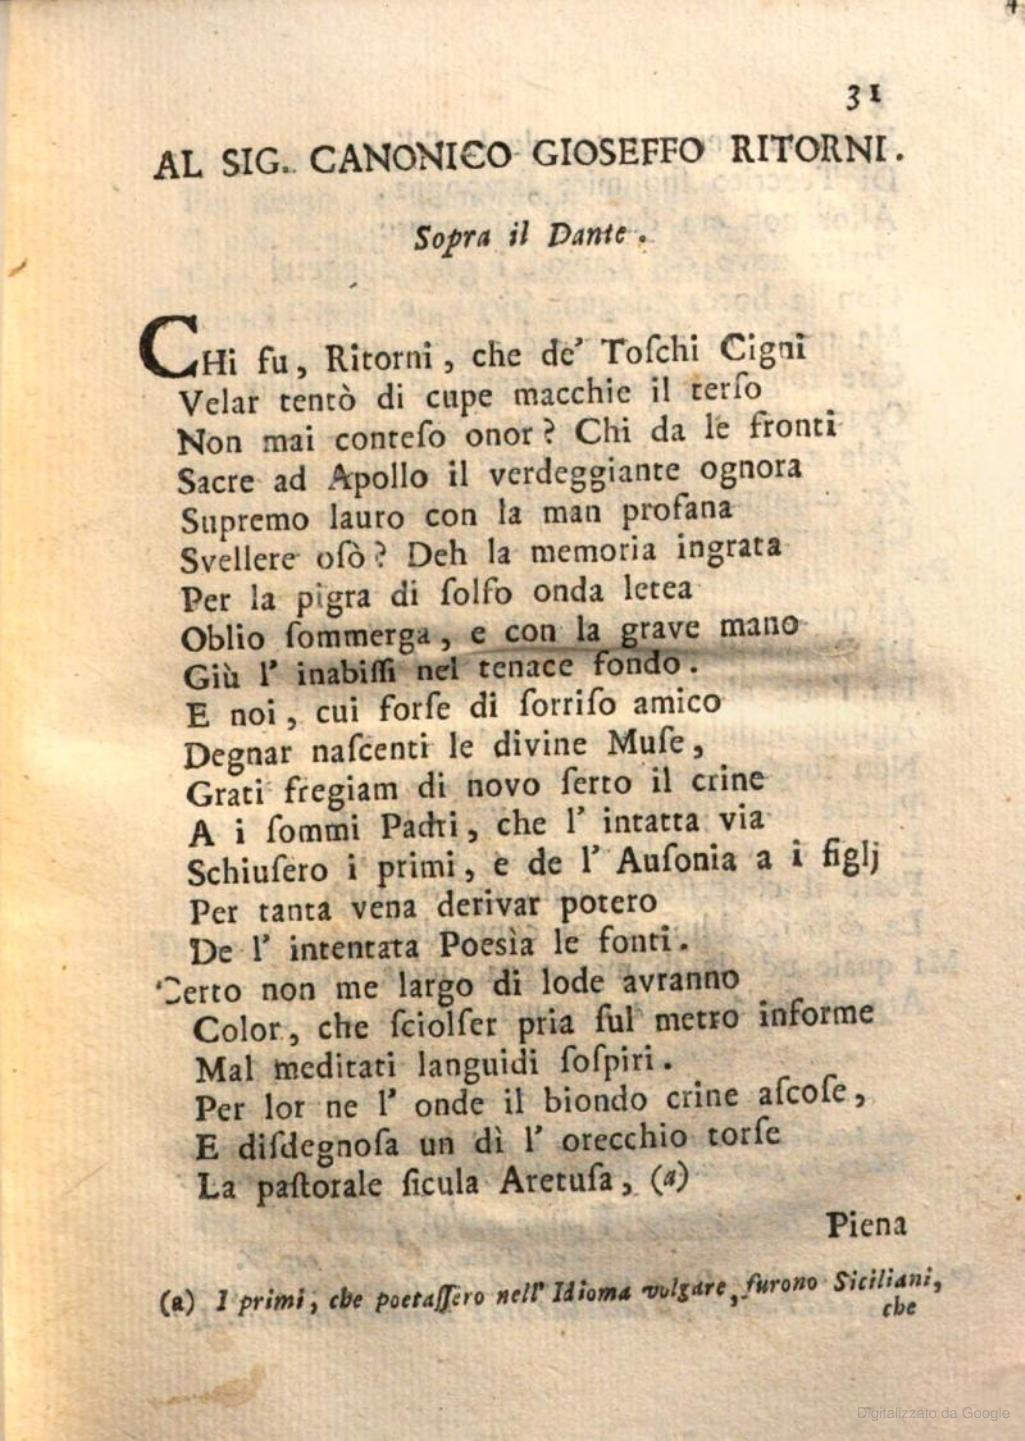 31
AL SIG. CANONICO GIOSEFFO RITORNI.
Sopra il Dante.
CHi fu, Ritorni, che de' Toſchi Cigni
Velar tentò di cupe macchie il terſo
Non mai conteſo onor? Chi da le fronti
Sacre ad Apollo il verdeggiante ognora
Supremo lauro con la man profana
Svellere osò? Deh la memoria ingrata
Per la pigra di ſolfo onda letea
Oblio ſommerga, e con la grave mano
Giù l' inabiſſi nel tenace fondo.
E noi, cui forſe di ſorriſo amico
Degnar naſcenti le divine Muſe,
Grati fregiam di novo ſerto il crine
A i ſommi Padri, che l' intatta via
Schiuſero i primi, e de l' Auſonia a i figlj
Per tanta vena derivar potero
De l' intentata Poesìa le fonti.
Certo non me largo di lode avranno
Color, che ſciolſer pria ſul metro informe
Mal meditati languidi ſoſpiri.
Per lor ne l' onde il biondo crine aſcoſe,
E diſdegnoſa un dì l' orecchio torſe
La paſtorale ſicula Aretuſa, (a)
Piena
(a) I primi, che poetaſſero nell' Idioma volgare, furono Siciliani,
che
Digitalizzato da Google